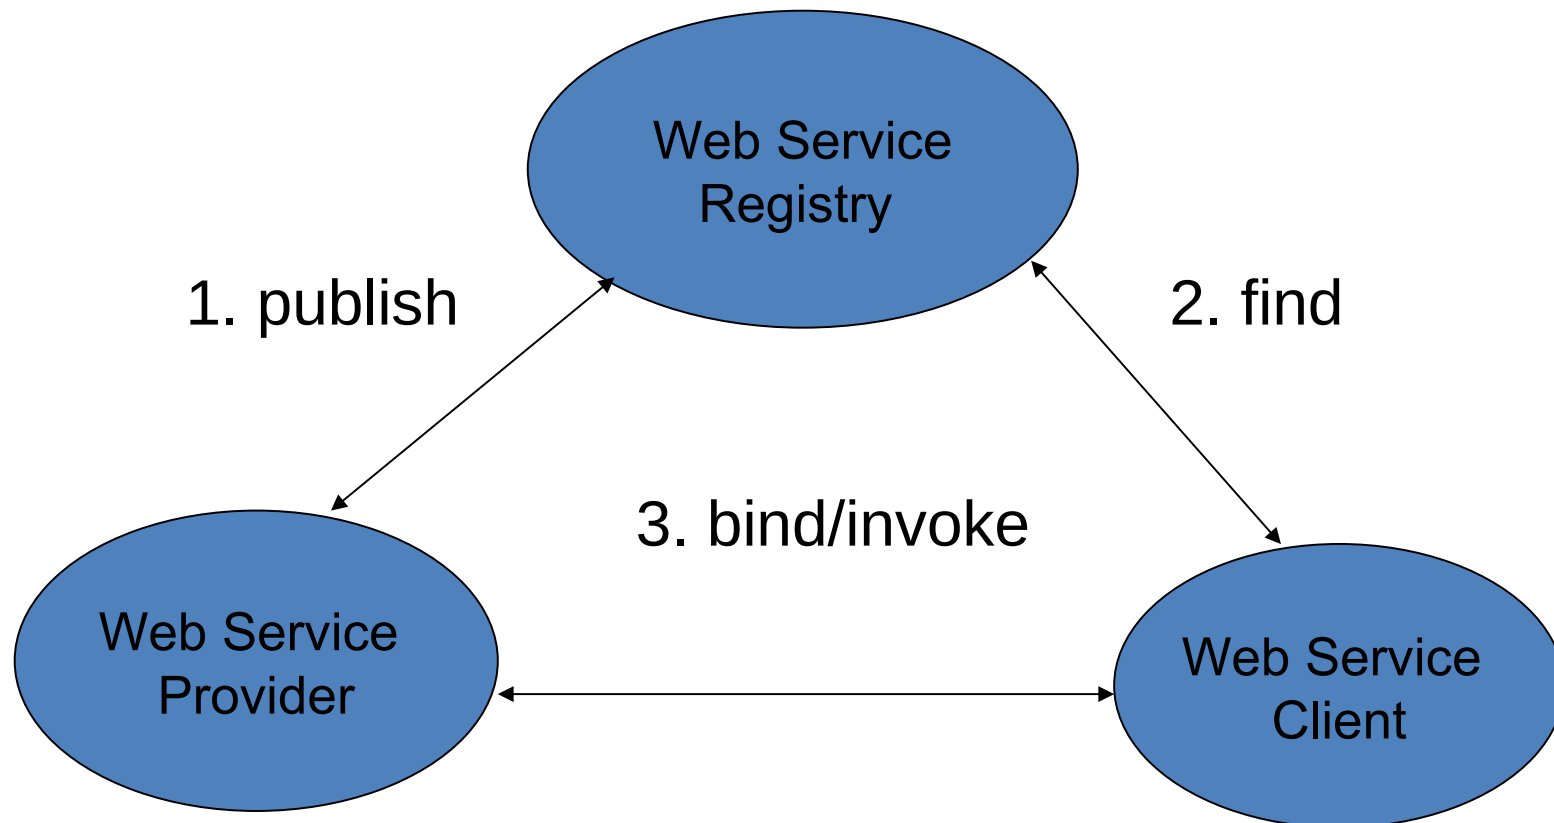 Web Service
Registry
1. publish
2. find
3. bind/invoke
Web Service
Provider
Web Service
Client